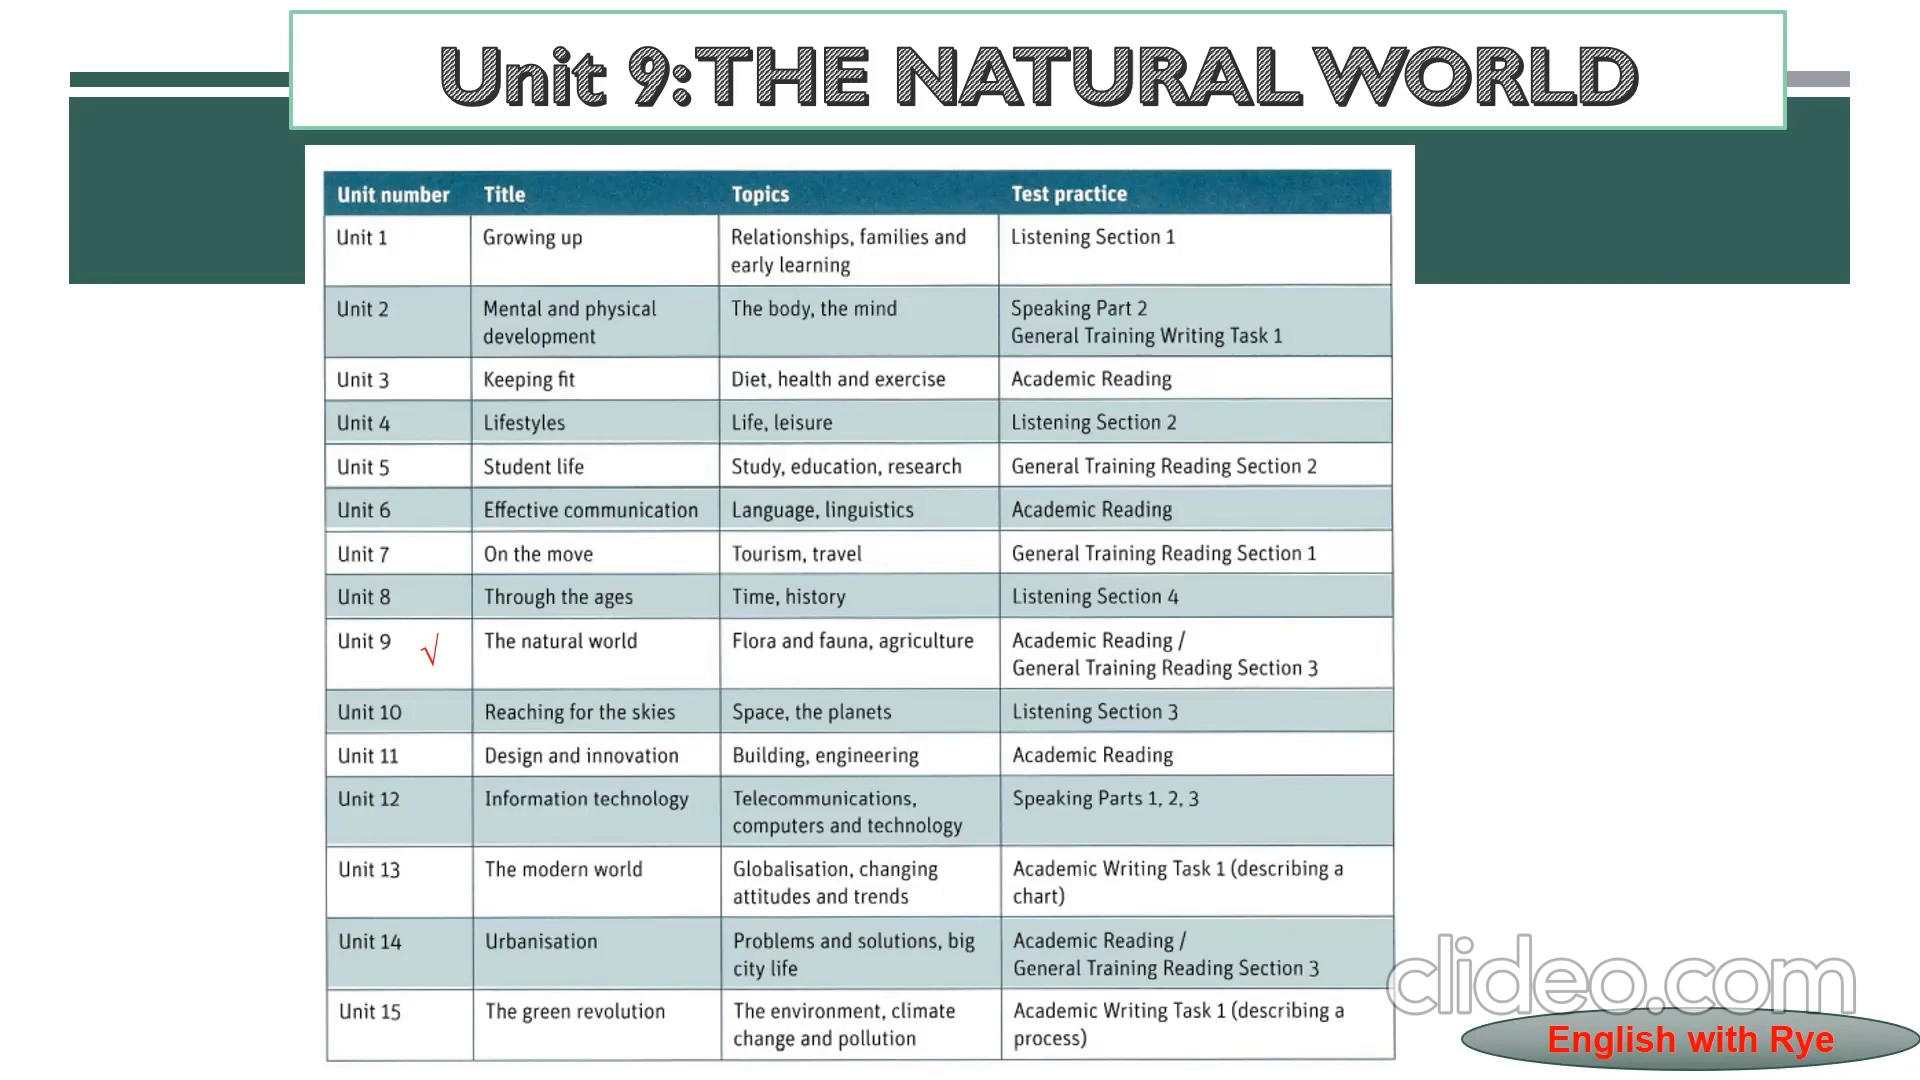 Unit 9:THE NATURAL WORLD
Unit number Title Topics Test practice
Unit 1 Growing up Relationships, families and Listening Section 1
early learning
Unit 2 Mental and physical The body, the mind Speaking Part 2
development General Training Writing Task 1
Unit 3 Keeping fit Diet, health and exercise Academic Reading
Unit 4 Lifestyles Life, leisure Listening Section 2
Unit 5 Student life Study, education, research General Training Reading Section 2
Unit 6 Effective communication Language, linguistics Academic Reading
Unit 7 On the move Tourism, travel General Training Reading Section 1
Unit 8 Through the ages Time, history Listening Section 4
Unit 9 √ The natural world Flora and fauna, agriculture Academic Reading /
General Training Reading Section 3
Unit 10 Reaching for the skies Space, the planets Listening Section 3
Unit 11 Design and innovation Building, engineering Academic Reading
Unit 12 Information technology Telecommunications, Speaking Parts 1, 2, 3
computers and technology
Unit 13 The modern world Globalisation, changing Academic Writing Task 1 (describing a
attitudes and trends chart)
Unit 14 Urbanisation Problems and solutions, big Academic Reading /
city life General Training Reading Section 3
Unit 15 The green revolution The environment, climate Academic Writing Task 1 (describing a
change and pollution process)
clideo.com
English with Rye